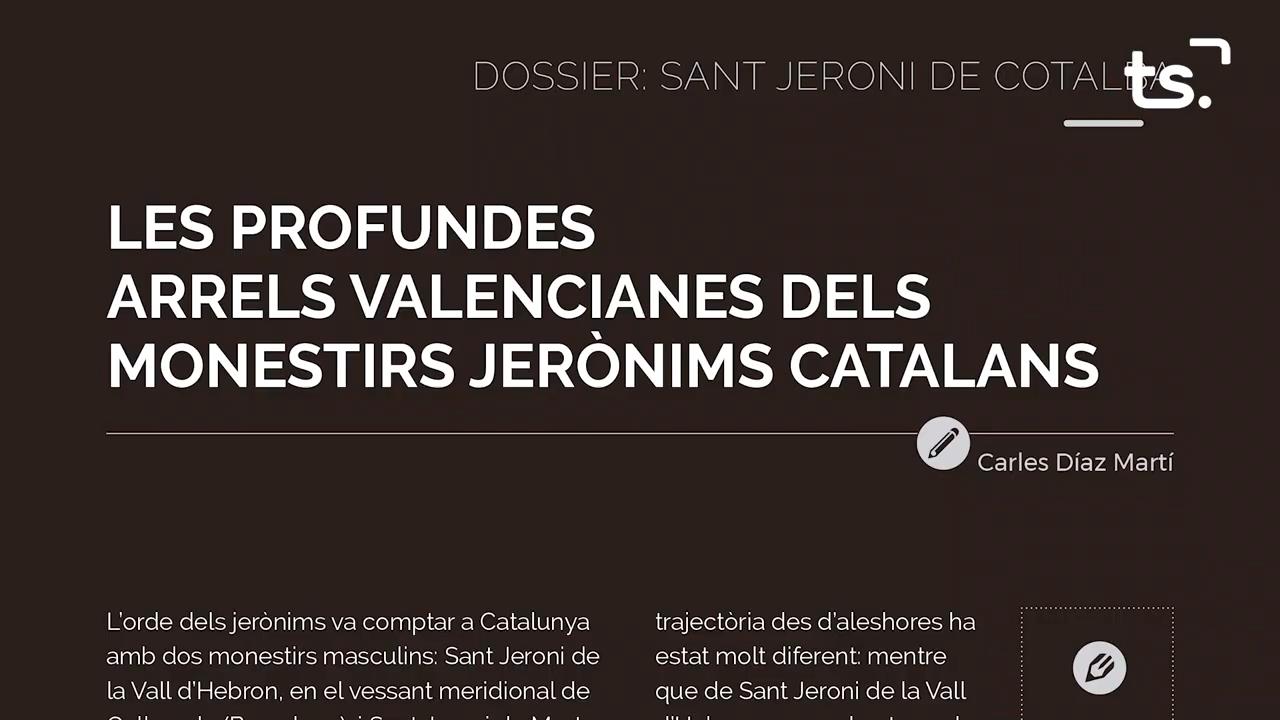 DOSSIER: SANT JERONI DE COTALBA
ts.
LES PROFUNDES
ARRELS VALENCIANES DELS
MONESTIRS JERÒNIMS CATALANS
Carles Díaz Martí
L'orde dels jerònims va comptar a Catalunya
amb dos monestirs masculins: Sant Jeroni de
la Vall d'Hebron, en el vessant meridional de
trajectòria des d'aleshores ha
estat molt diferent: mentre
que de Sant Jeroni de la Vall